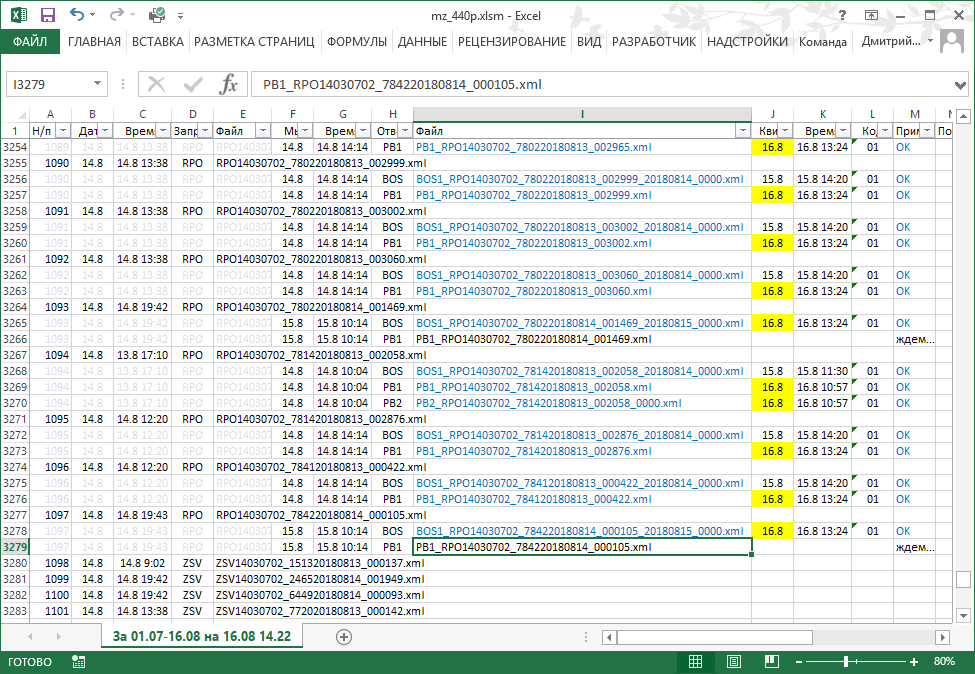 mz_440p.xlsm - Excel
ФАЙЛ ГЛАВНАЯ ВСТАВКА РАЗМЕТКА СТРАНИЦ ФОРМУЛЫ ДАННЫЕ РЕЦЕНЗИРОВАНИЕ ВИД РАЗРАБОТЧИК НАДСТРОЙКИ Команда Дмитрий...
I3279 fx PB1_RPO14030702_784220180814_000105.xml
A B C D E F G H I J K L M N
1 Н/п Дат Время Запр Файл Мы Время Отве Файл Кви Время Код Прим По
3254 1089 14.8 14.8 13:38 RPO RPO140307 14.8 14.8 14:14 PB1 PB1_RPO14030702_780220180813_002965.xml 16.8 16.8 13:24 01 OK
3255 1090 14.8 14.8 13:38 RPO RPO14030702_780220180813_002999.xml
3256 1090 14.8 14.8 13:38 RPO RPO140307 14.8 14.8 14:14 BOS BOS1_RPO14030702_780220180813_002999_20180814_0000.xml 15.8 15.8 14:20 01 OK
3257 1090 14.8 14.8 13:38 RPO RPO140307 14.8 14.8 14:14 PB1 PB1_RPO14030702_780220180813_002999.xml 16.8 16.8 13:24 01 OK
3258 1091 14.8 14.8 13:38 RPO RPO14030702_780220180813_003002.xml
3259 1091 14.8 14.8 13:38 RPO RPO140307 14.8 14.8 14:14 BOS BOS1_RPO14030702_780220180813_003002_20180814_0000.xml 15.8 15.8 14:20 01 OK
3260 1091 14.8 14.8 13:38 RPO RPO140307 14.8 14.8 14:14 PB1 PB1_RPO14030702_780220180813_003002.xml 16.8 16.8 13:24 01 OK
3261 1092 14.8 14.8 13:38 RPO RPO14030702_780220180813_003060.xml
3262 1092 14.8 14.8 13:38 RPO RPO140307 14.8 14.8 14:14 BOS BOS1_RPO14030702_780220180813_003060_20180814_0000.xml 15.8 15.8 14:20 01 OK
3263 1092 14.8 14.8 13:38 RPO RPO140307 14.8 14.8 14:14 PB1 PB1_RPO14030702_780220180813_003060.xml 16.8 16.8 13:24 01 OK
3264 1093 14.8 14.8 19:42 RPO RPO14030702_780220180814_001469.xml
3265 1093 14.8 14.8 19:42 RPO RPO140307 15.8 15.8 10:14 BOS BOS1_RPO14030702_780220180814_001469_20180815_0000.xml 16.8 16.8 13:24 01 OK
3266 1093 14.8 14.8 19:42 RPO RPO140307 15.8 15.8 10:14 PB1 PB1_RPO14030702_780220180814_001469.xml ждем...
3267 1094 14.8 13.8 17:10 RPO RPO14030702_781420180813_002058.xml
3268 1094 14.8 13.8 17:10 RPO RPO140307 14.8 14.8 10:04 BOS BOS1_RPO14030702_781420180813_002058_20180814_0000.xml 15.8 15.8 11:30 01 OK
3269 1094 14.8 13.8 17:10 RPO RPO140307 14.8 14.8 10:04 PB1 PB1_RPO14030702_781420180813_002058.xml 16.8 16.8 10:57 01 OK
3270 1094 14.8 13.8 17:10 RPO RPO140307 14.8 14.8 10:04 PB2 PB2_RPO14030702_781420180813_002058_0000.xml 16.8 16.8 10:57 01 OK
3271 1095 14.8 14.8 12:20 RPO RPO14030702_781420180813_002876.xml
3272 1095 14.8 14.8 12:20 RPO RPO140307 14.8 14.8 14:14 BOS BOS1_RPO14030702_781420180813_002876_20180814_0000.xml 15.8 15.8 14:20 01 OK
3273 1095 14.8 14.8 12:20 RPO RPO140307 14.8 14.8 14:14 PB1 PB1_RPO14030702_781420180813_002876.xml 16.8 16.8 13:24 01 OK
3274 1096 14.8 14.8 12:20 RPO RPO14030702_784120180813_000422.xml
3275 1096 14.8 14.8 12:20 RPO RPO140307 14.8 14.8 14:14 BOS BOS1_RPO14030702_784120180813_000422_20180814_0000.xml 15.8 15.8 14:20 01 OK
3276 1096 14.8 14.8 12:20 RPO RPO140307 14.8 14.8 14:14 PB1 PB1_RPO14030702_784120180813_000422.xml 16.8 16.8 13:24 01 OK
3277 1097 14.8 14.8 19:43 RPO RPO14030702_784220180814_000105.xml
3278 1097 14.8 14.8 19:43 RPO RPO140307 15.8 15.8 10:14 BOS BOS1_RPO14030702_784220180814_000105_20180815_0000.xml 16.8 16.8 13:24 01 OK
3279 1097 14.8 14.8 19:43 RPO RPO140307 15.8 15.8 10:14 PB1 PB1_RPO14030702_784220180814_000105.xml ждем...
3280 1098 14.8 14.8 9:02 ZSV ZSV14030702_151320180813_000137.xml
3281 1099 14.8 14.8 19:42 ZSV ZSV14030702_246520180814_001949.xml
3282 1100 14.8 14.8 19:42 ZSV ZSV14030702_644920180814_000093.xml
3283 1101 14.8 14.8 13:38 ZSV ZSV14030702_772020180813_000142.xml
За 01.07-16.08 на 16.08 14.22
ГОТОВО 80%